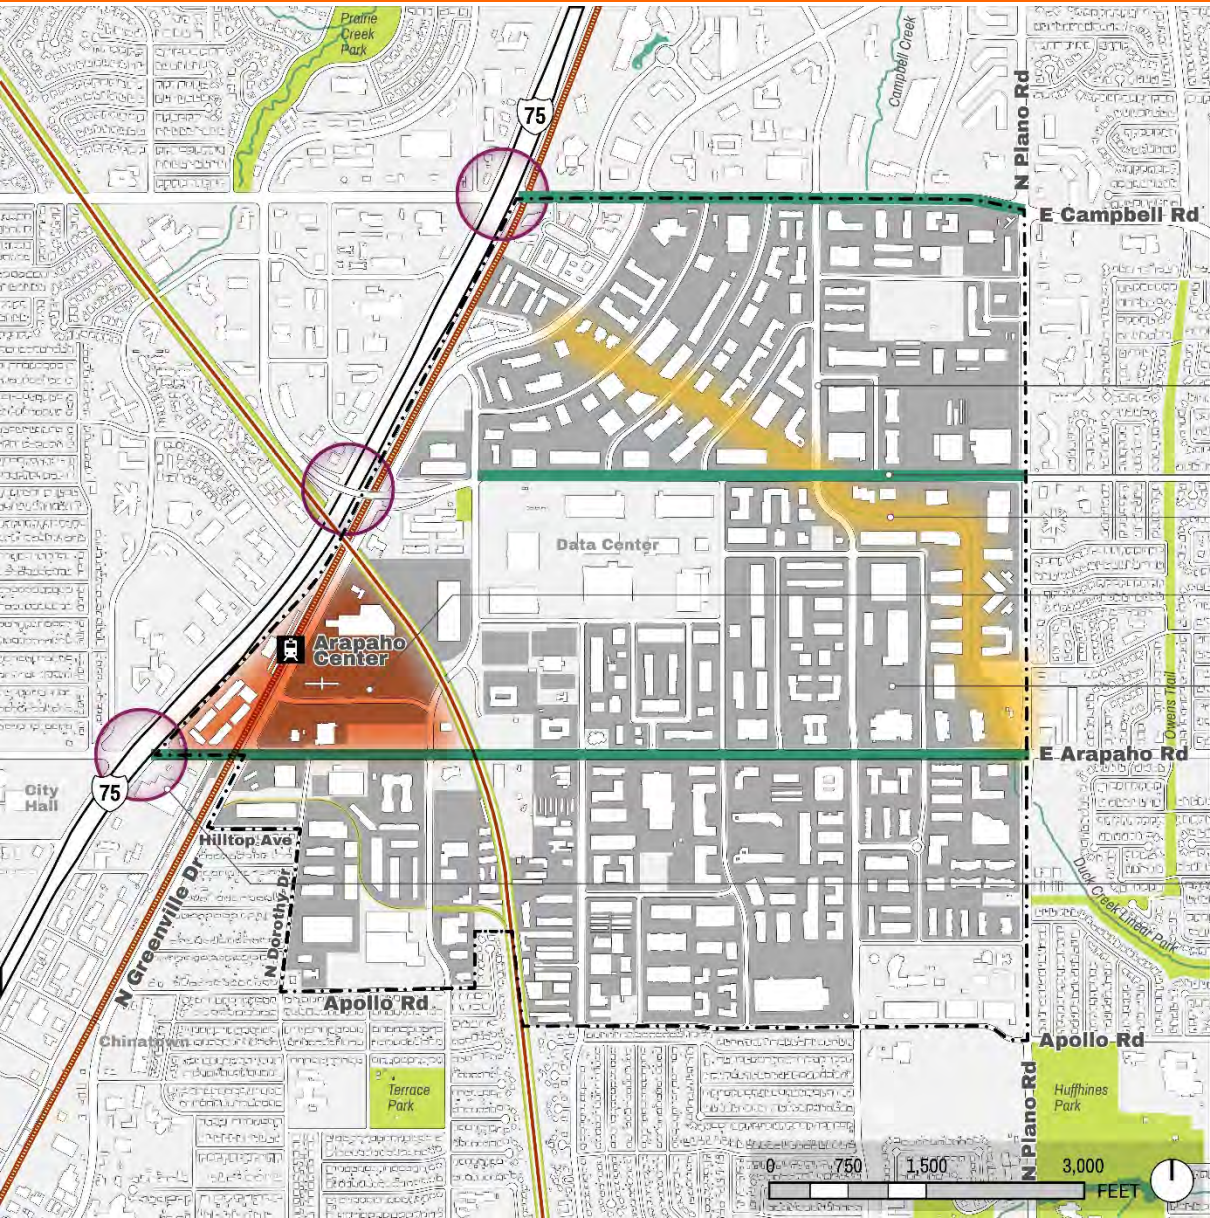 Prairie
Creek
Park
Campbell Creek
75
N Plano Rd
E Campbell Rd
Data Center
Arapaho
Center
Owens Trail
E Arapaho Rd
City
Hall
75
Hilltop Ave
N Greenville Dr
N Dorothy Dr
Duck Creek Linear Park
Apollo Rd
Chinatown
Apollo Rd
Terrace
Park
N Plano Rd
Huffhines
Park
0 750 1,500 3,000
FEET